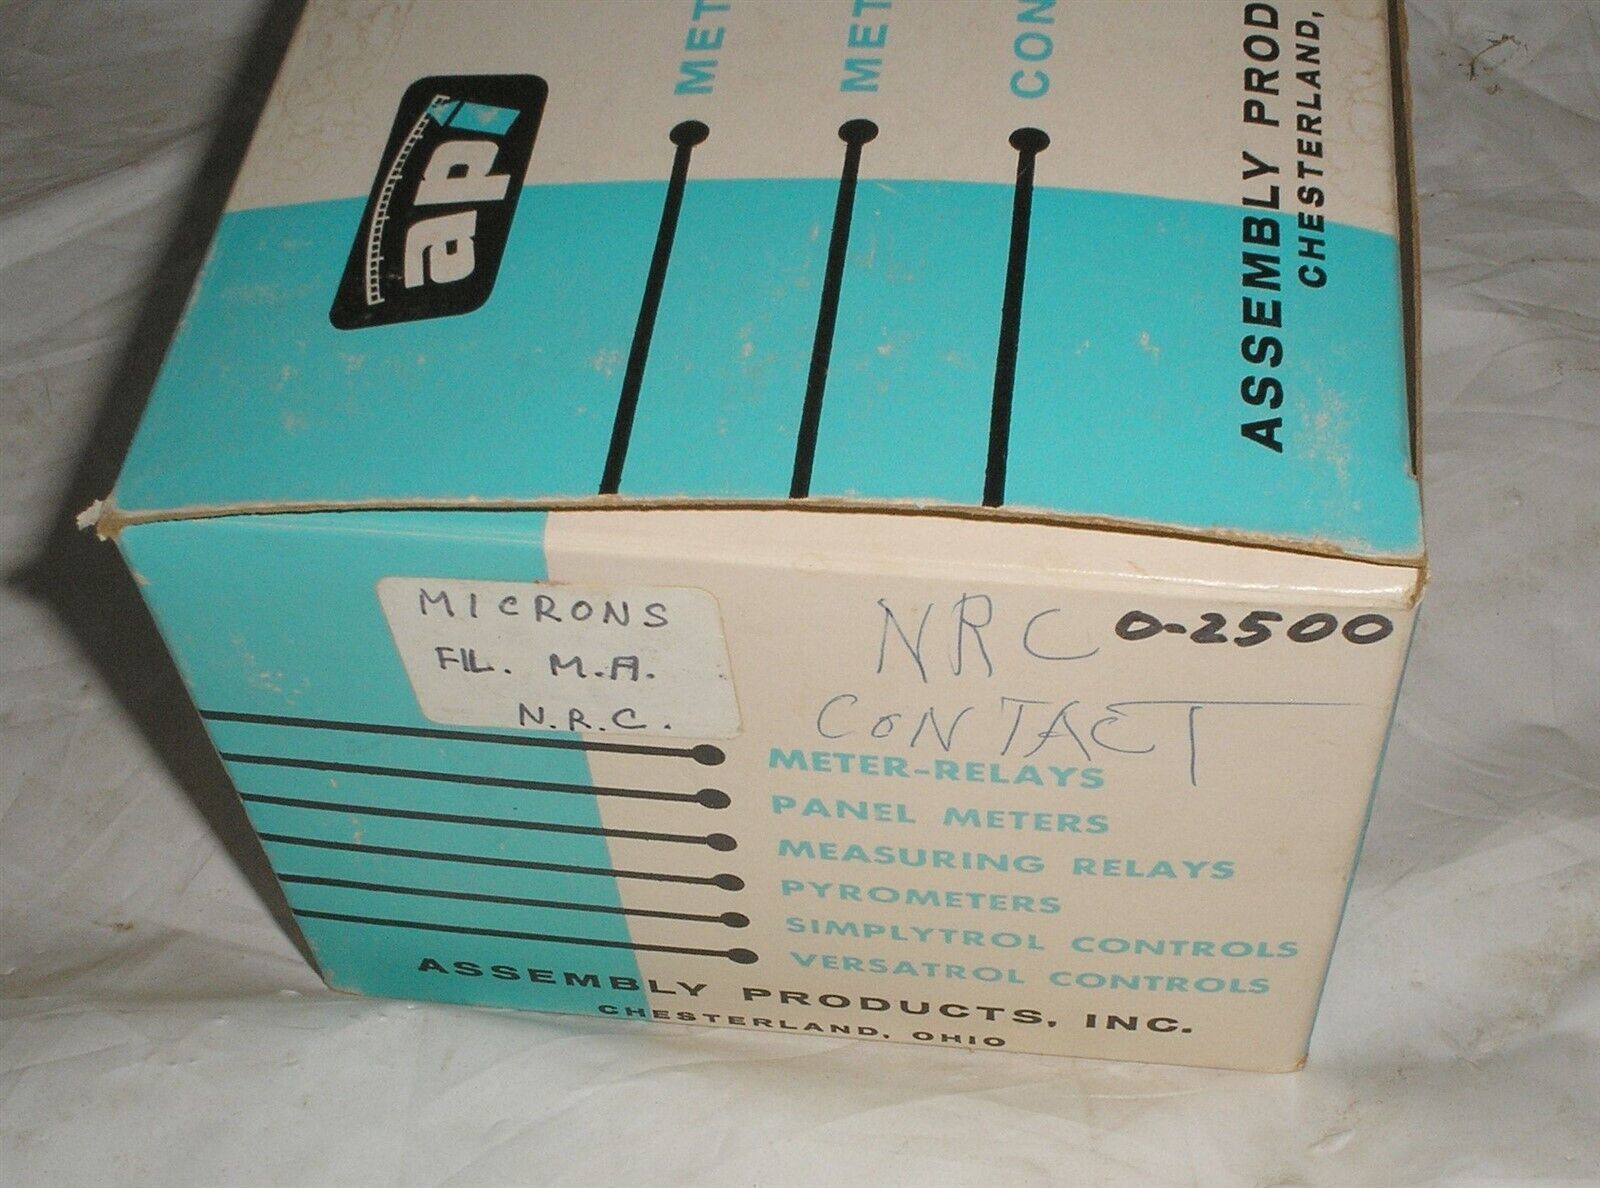 api
MET
MET
CON
ASSEMBLY PROD
CHESTERLAND,
MICRONS
FIL. M.A.
N.R.C.
NRC
0-2500
CONTACT
METER-RELAYS
PANEL METERS
MEASURING RELAYS
PYROMETERS
SIMPLYTROL CONTROLS
VERSATROL CONTROLS
ASSEMBLY PRODUCTS, INC.
CHESTERLAND, OHIO